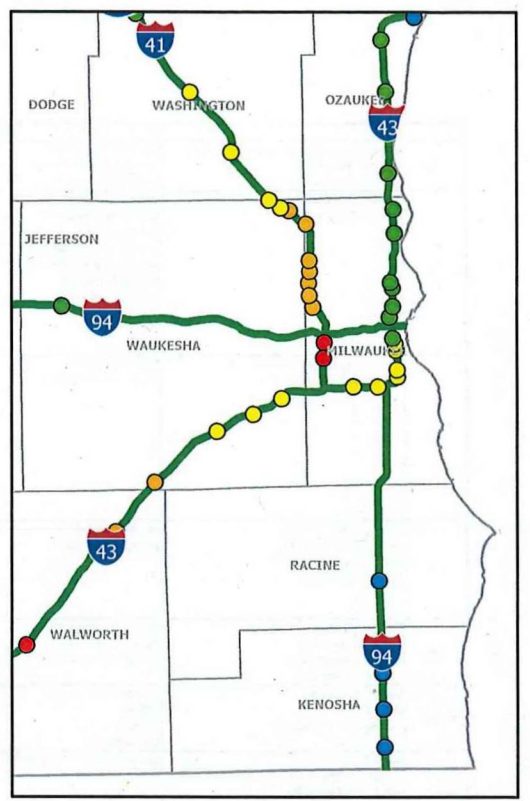 41
DODGE
WASHINGTON
OZAUKEE
43
JEFFERSON
94
WAUKESHA
MILWAUKEE
43
RACINE
WALWORTH
94
KENOSHA